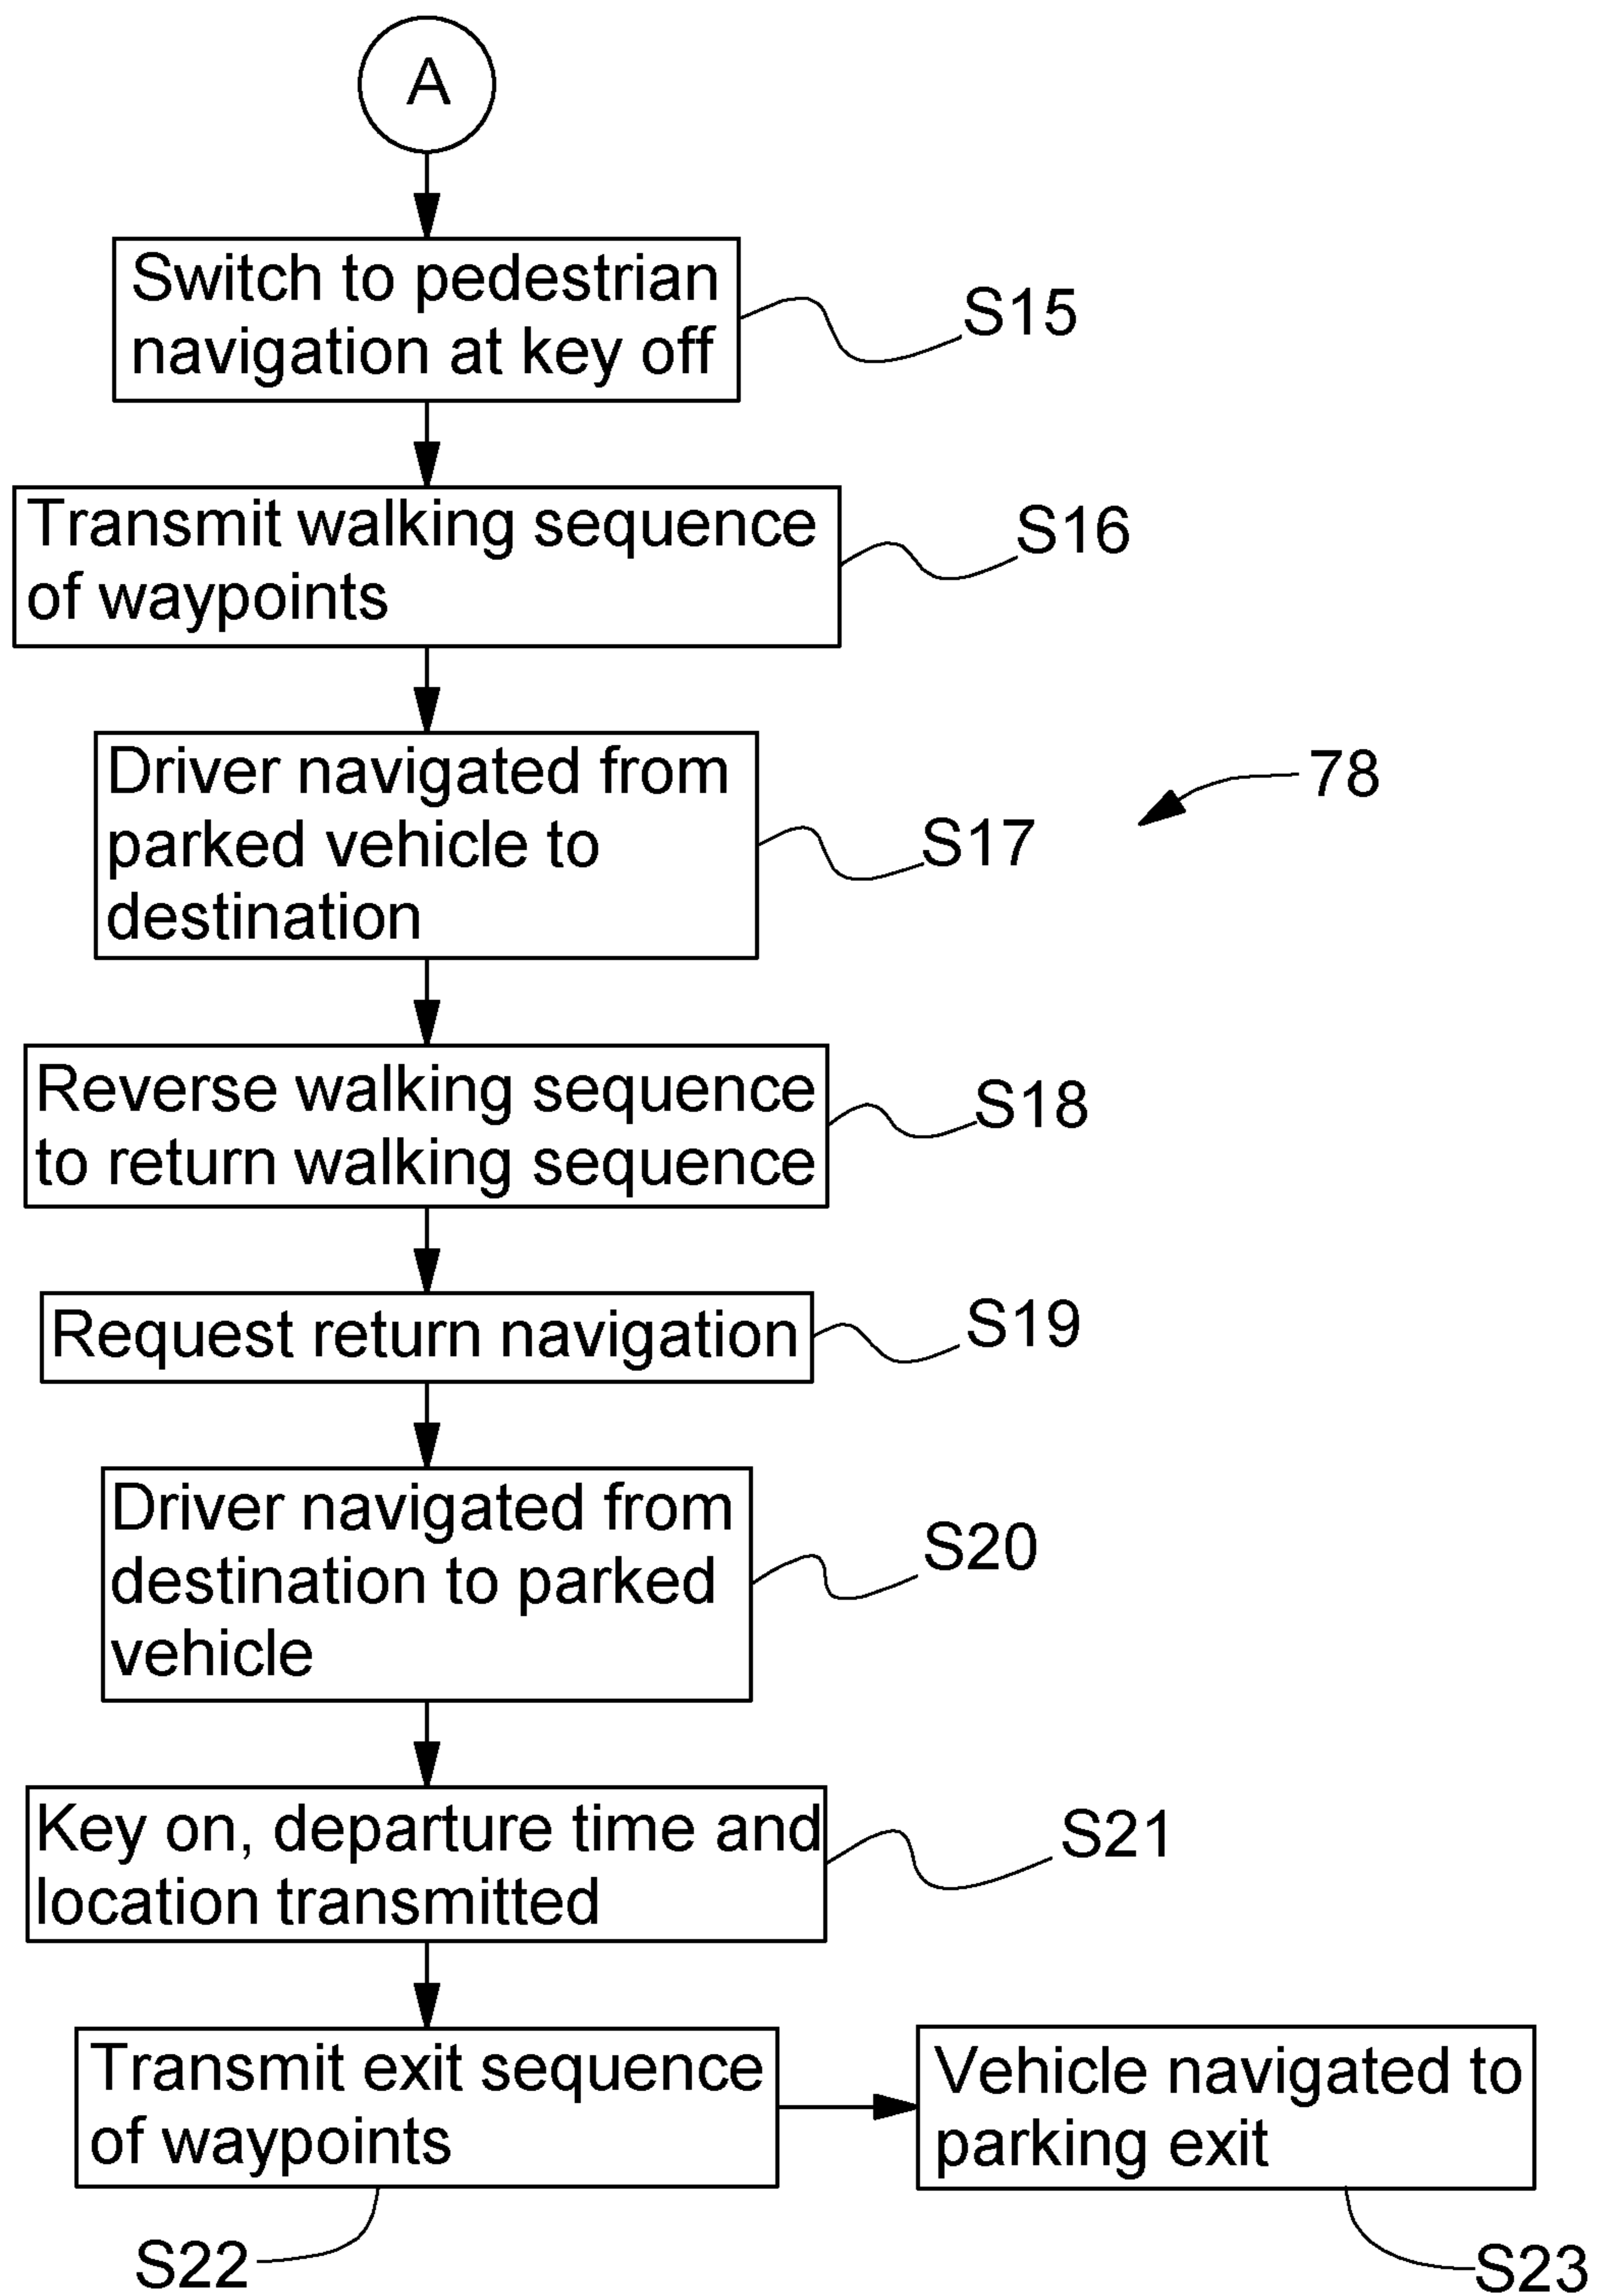 A
Switch to pedestrian
navigation at key off
S15
Transmit walking sequence
of waypoints
S16
Driver navigated from
parked vehicle to
destination
S17
78
Reverse walking sequence
to return walking sequence
S18
Request return navigation
S19
Driver navigated from
destination to parked
vehicle
S20
Key on, departure time and
location transmitted
S21
Transmit exit sequence
of waypoints
S22
Vehicle navigated to
parking exit
S23